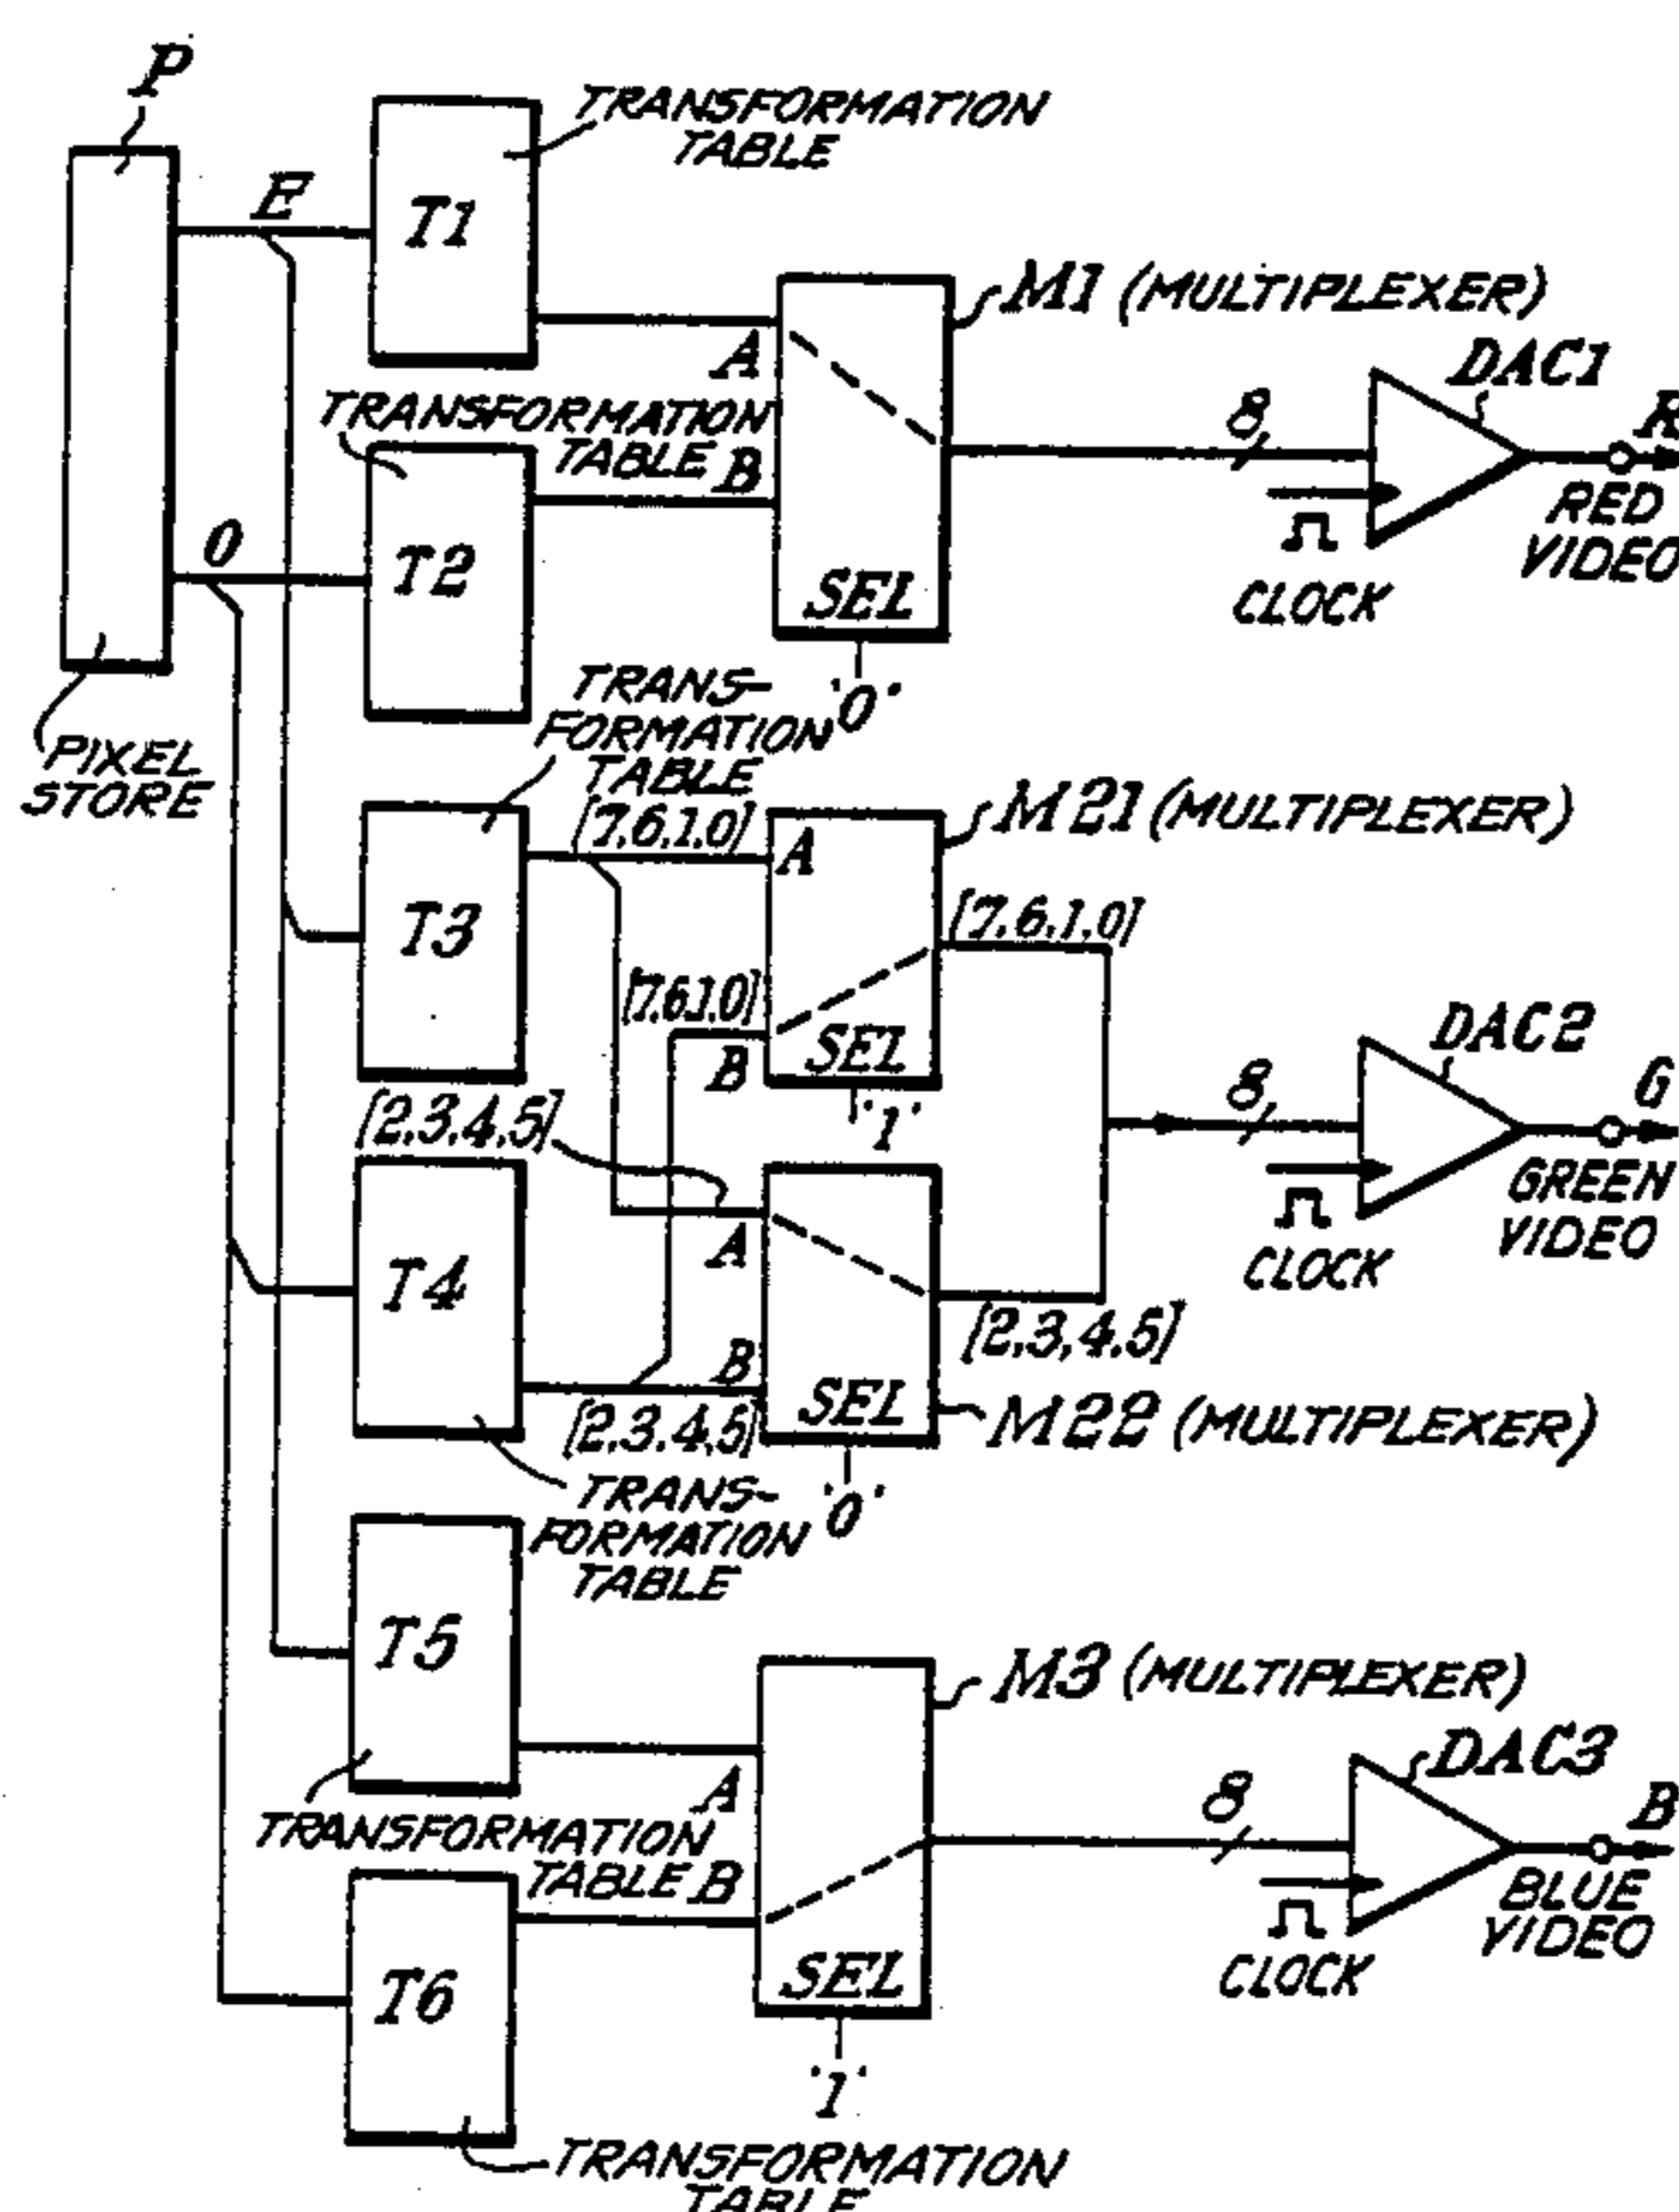 P
TRANSFORMATION
TABLE
E
T1
M1 (MULTIPLEXER)
A
DAC1
TRANSFORMATION
TABLE
B
8
R
RED
VIDEO
O
T2
SEL
CLOCK
'0'
PIXEL
STORE
TRANS-
FORMATION
TABLE
[7,6,1,0]
M21 (MULTIPLEXER)
A
T3
[7,6,1,0]
[7,6,1,0]
SEL
B
DAC2
8
G
GREEN
VIDEO
'1'
[2,3,4,5]
A
CLOCK
T4
B
[2,3,4,5]
SEL
[2,3,4,5]
M22 (MULTIPLEXER)
'0'
TRANS-
FORMATION
TABLE
T5
M3 (MULTIPLEXER)
A
DAC3
8
B
BLUE
VIDEO
TRANSFORMATION
TABLE
B
SEL
CLOCK
T6
'1'
TRANSFORMATION
TABLE